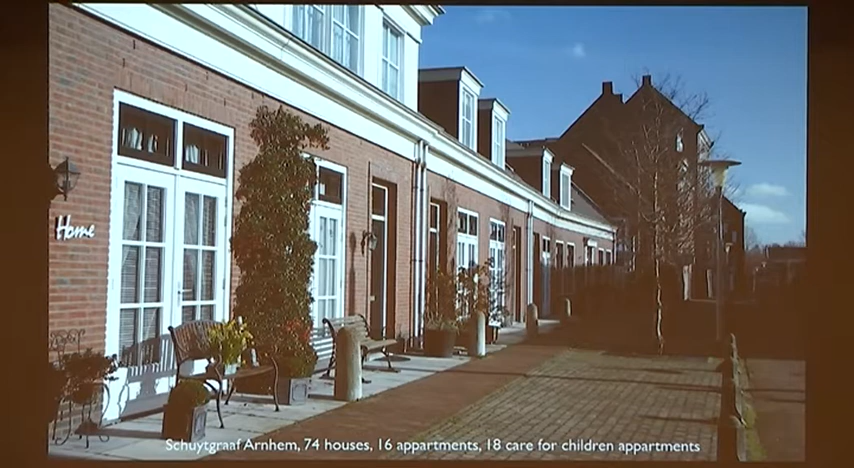 Home
Schuytgraaf Arnhem, 74 houses, 16 appartments, 18 care for children appartments